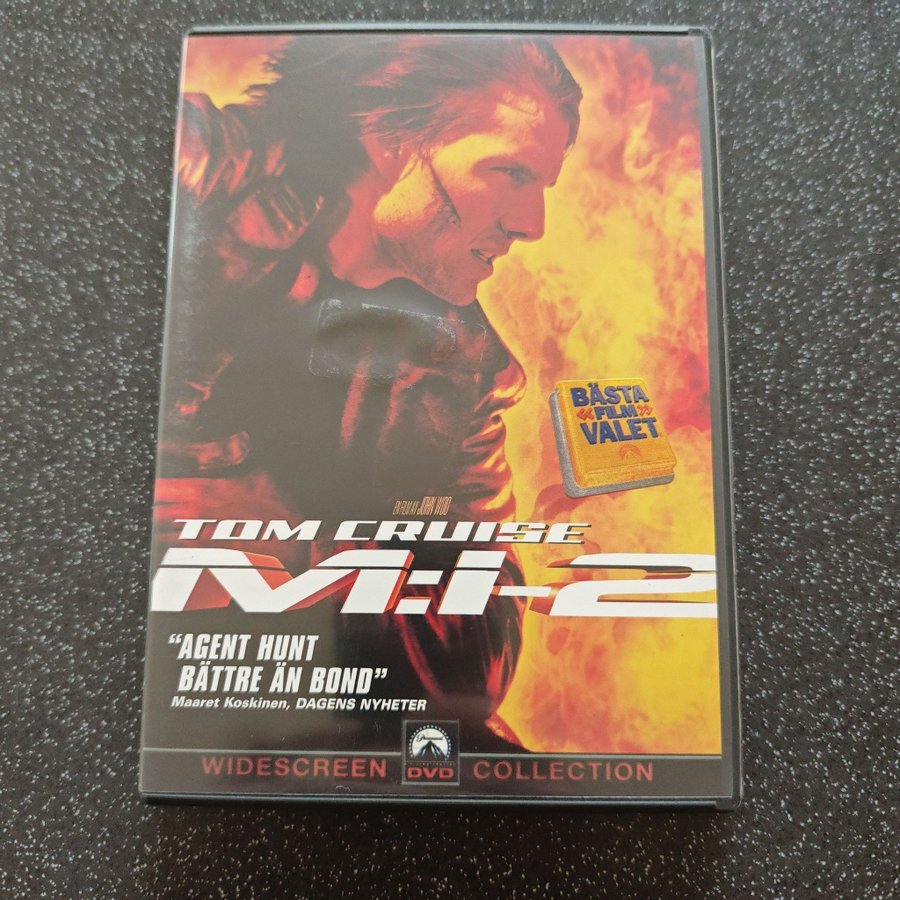 BÄSTA
«FILM»
VALET
EN FILM AV JOHN WOO
TOM CRUISE
M:I-2
“AGENT HUNT
BÄTTRE ÄN BOND”
Maaret Koskinen, DAGENS NYHETER
Paramount
WIDESCREEN DVD COLLECTION